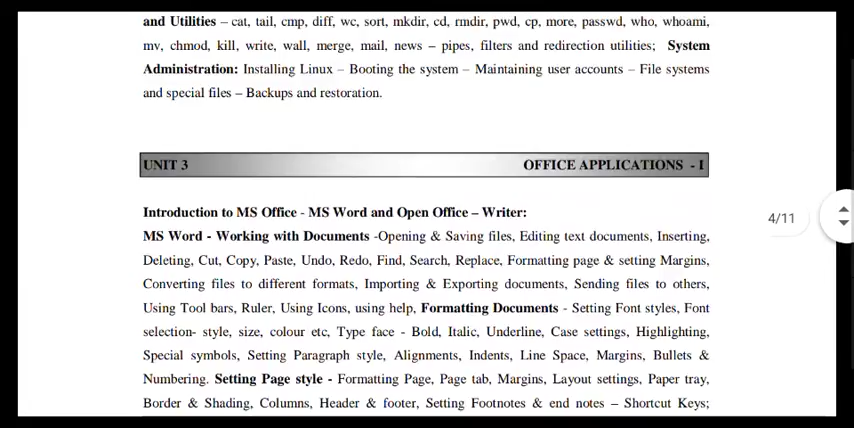 and Utilities – cat, tail, cmp, diff, wc, sort, mkdir, cd, rmdir, pwd, cp, more, passwd, who, whoami,
mv, chmod, kill, write, wall, merge, mail, news – pipes, filters and redirection utilities; System
Administration: Installing Linux – Booting the system – Maintaining user accounts – File systems
and special files – Backups and restoration.
UNIT 3 OFFICE APPLICATIONS - I
Introduction to MS Office - MS Word and Open Office – Writer:
4/11
MS Word - Working with Documents -Opening & Saving files, Editing text documents, Inserting,
Deleting, Cut, Copy, Paste, Undo, Redo, Find, Search, Replace, Formatting page & setting Margins,
Converting files to different formats, Importing & Exporting documents, Sending files to others,
Using Tool bars, Ruler, Using Icons, using help, Formatting Documents - Setting Font styles, Font
selection- style, size, colour etc, Type face - Bold, Italic, Underline, Case settings, Highlighting,
Special symbols, Setting Paragraph style, Alignments, Indents, Line Space, Margins, Bullets &
Numbering. Setting Page style - Formatting Page, Page tab, Margins, Layout settings, Paper tray,
Border & Shading, Columns, Header & footer, Setting Footnotes & end notes – Shortcut Keys;